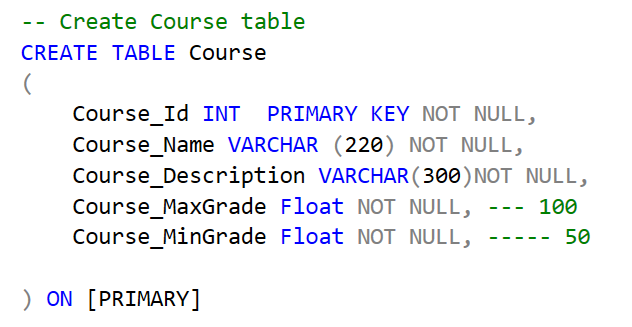 -- Create Course table
CREATE TABLE Course
(
Course_Id INT  PRIMARY KEY NOT NULL,
Course_Name VARCHAR (220) NOT NULL,
Course_Description VARCHAR(300)NOT NULL,
Course_MaxGrade Float NOT NULL, --- 100
Course_MinGrade Float NOT NULL, ----- 50
) ON [PRIMARY]